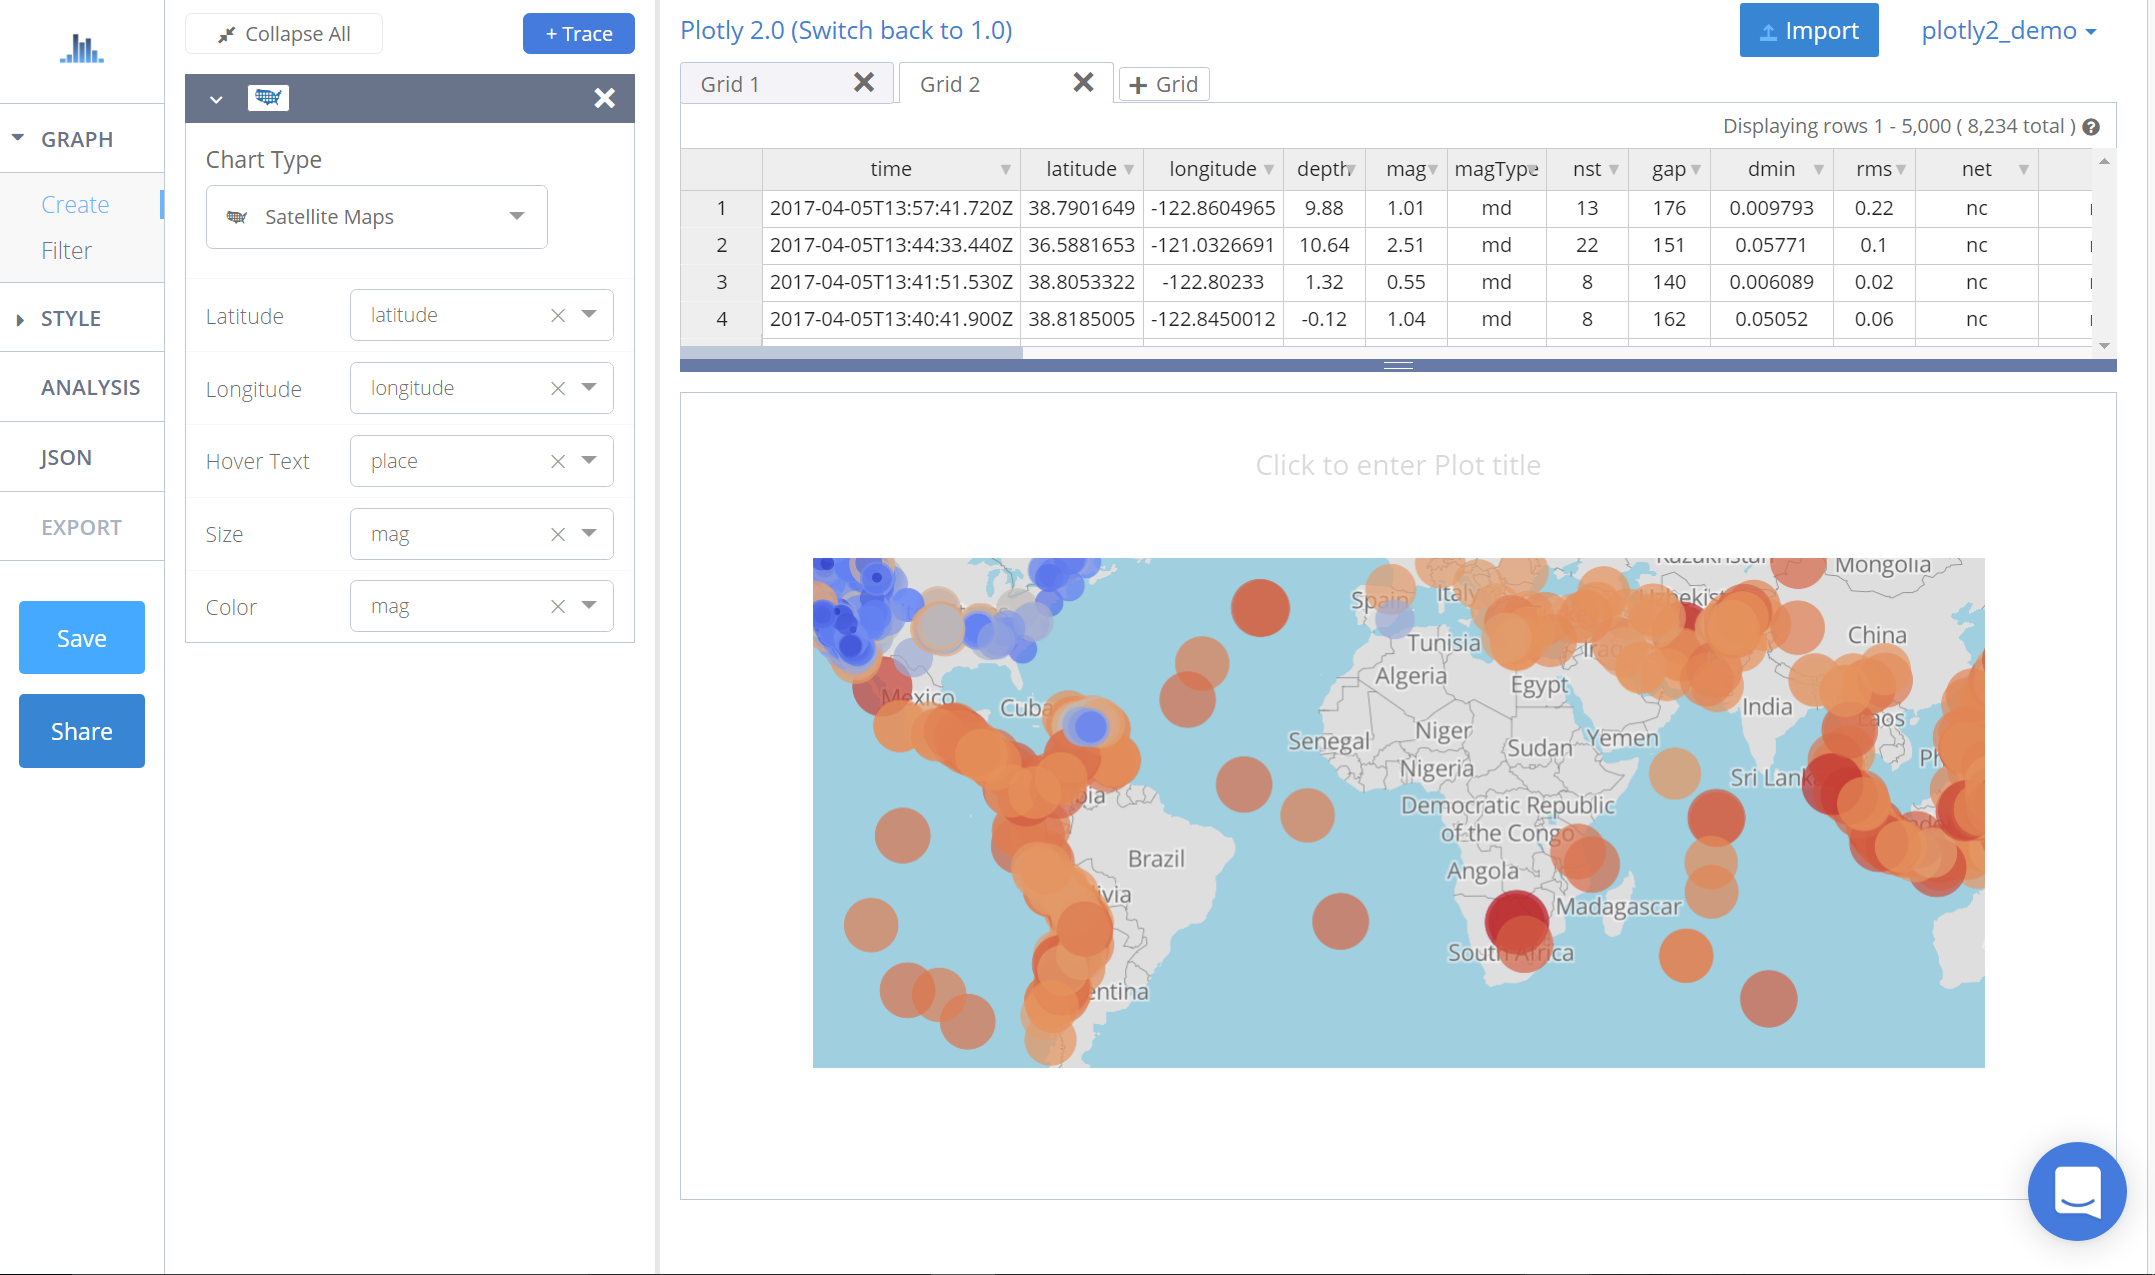 Collapse All
+ Trace
Plotly 2.0 (Switch back to 1.0)
Import
plotly2_demo
Grid 1
Grid 2
+ Grid
GRAPH
Create
Filter
STYLE
ANALYSIS
JSON
EXPORT
Save
Share
Chart Type
Satellite Maps
Latitude latitude
Longitude longitude
Hover Text place
Size mag
Color mag
Displaying rows 1 - 5,000 ( 8,234 total )
time latitude longitude depth mag magType nst gap dmin rms net
1 2017-04-05T13:57:41.720Z 38.7901649 -122.8604965 9.88 1.01 md 13 176 0.009793 0.22 nc
2 2017-04-05T13:44:33.440Z 36.5881653 -121.0326691 10.64 2.51 md 22 151 0.05771 0.1 nc
3 2017-04-05T13:41:51.530Z 38.8053322 -122.80233 1.32 0.55 md 8 140 0.006089 0.02 nc
4 2017-04-05T13:40:41.900Z 38.8185005 -122.8450012 -0.12 1.04 md 8 162 0.05052 0.06 nc
Click to enter Plot title
Mongolia
Spain
Italy
China
Tunisia
Algeria
Egypt
Mexico
Cuba
India
Laos
Niger
Senegal
Sudan
Yemen
Nigeria
Sri Lank
Democratic Republic
of the Congo
Brazil
Angola
Madagascar
South Africa
entina